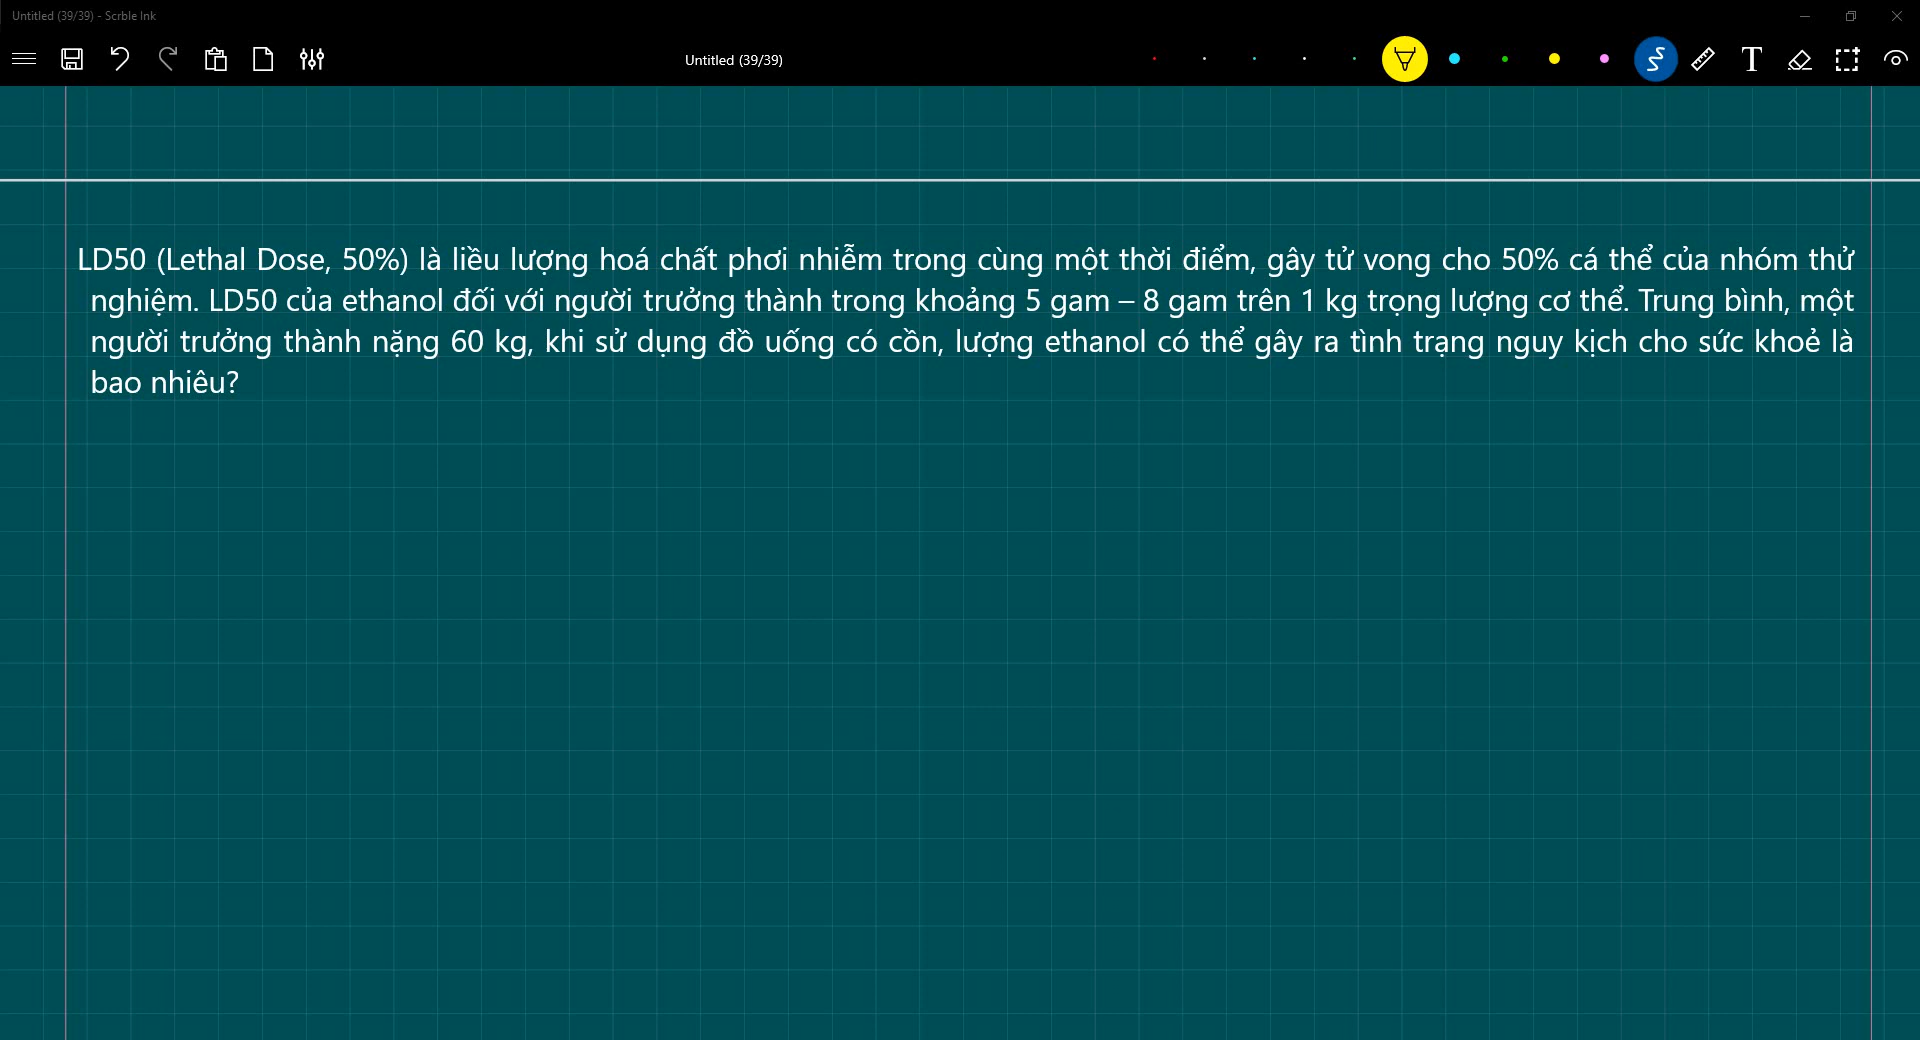 Untitled (39/39) - Scrble Ink
Untitled (39/39)
T
LD50 (Lethal Dose, 50%) là liều lượng hoá chất phơi nhiễm trong cùng một thời điểm, gây tử vong cho 50% cá thể của nhóm thử
nghiệm. LD50 của ethanol đối với người trưởng thành trong khoảng 5 gam – 8 gam trên 1 kg trọng lượng cơ thể. Trung bình, một
người trưởng thành nặng 60 kg, khi sử dụng đồ uống có cồn, lượng ethanol có thể gây ra tình trạng nguy kịch cho sức khoẻ là
bao nhiêu?